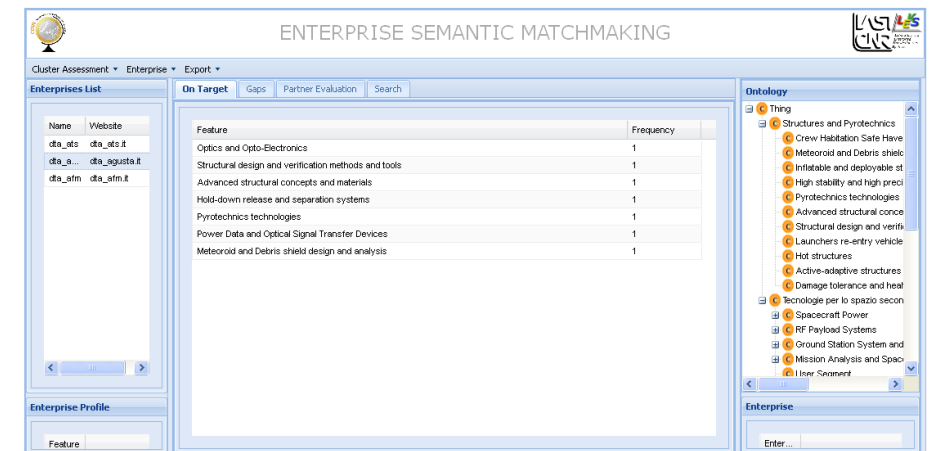 ENTERPRISE SEMANTIC MATCHMAKING
LAST
CNR
Cluster Assessment Enterprise Export
Enterprises List
Name Website
dta_ats dta_ats.it
dta_a... dta_agusta.it
dta_afm dta_afm.it
Enterprise Profile
Feature
On Target Gaps Partner Evaluation Search
Feature Frequency
Optics and Opto-Electronics 1
Structural design and verification methods and tools 1
Advanced structural concepts and materials 1
Hold-down release and separation systems 1
Pyrotechnics technologies 1
Power Data and Optical Signal Transfer Devices 1
Meteoroid and Debris shield design and analysis 1
Ontology
Thing
Structures and Pyrotechnics
Crew Habitation Safe Have
Meteoroid and Debris shielc
Inflatable and deployable st
High stability and high preci
Pyrotechnics technologies
Advanced structural conce
Structural design and verifi
Launchers re-entry vehicle
Hot structures
Active-adaptive structures
Damage tolerance and healt
Tecnologie per lo spazio secon
Spacecraft Power
RF Payload Systems
Ground Station System and
Mission Analysis and Spac
User Segment
Enterprise
Enter...